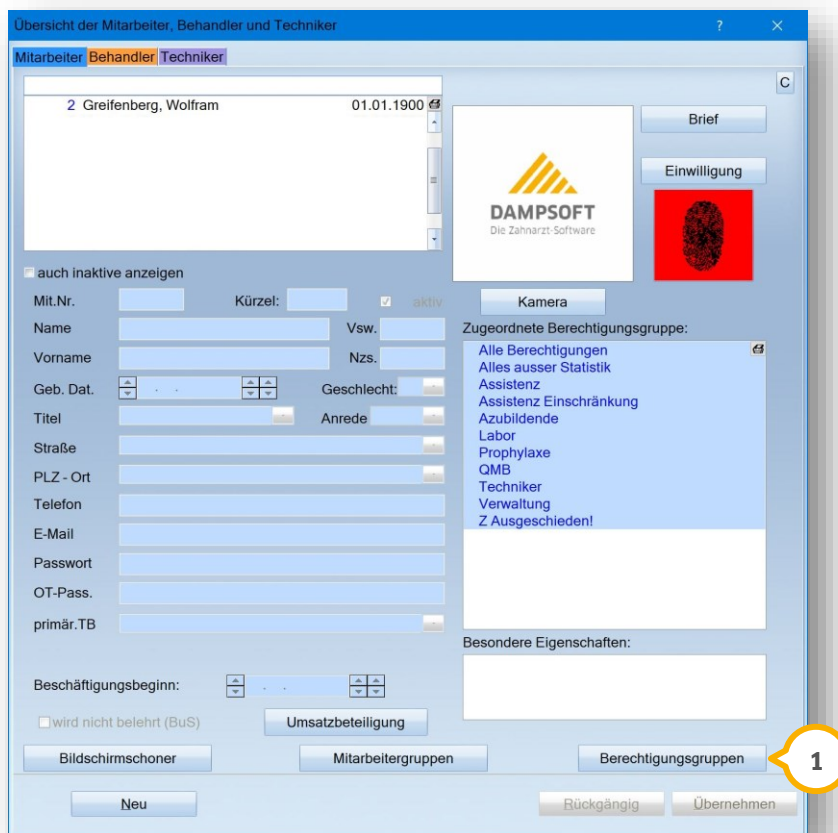 Übersicht der Mitarbeiter, Behandler und Techniker ?
Mitarbeiter Behandler Techniker
C
2 Greifenberg, Wolfram 01.01.1900
Brief
Einwilligung
DAMPSOFT
Die Zahnarzt-Software
auch inaktive anzeigen
Mit.Nr. Kürzel: aktiv Kamera
Name Vsw. Zugeordnete Berechtigungsgruppe:
Vorname Nzs. Alle Berechtigungen
Alles ausser Statistik
Geb. Dat. . . Geschlecht: Assistenz
Assistenz Einschränkung
Titel Anrede Azubildende
Labor
Straße Prophylaxe
PLZ - Ort QMB
Techniker
Telefon Verwaltung
Z Ausgeschieden!
E-Mail
Passwort
OT-Pass.
primär.TB
Besondere Eigenschaften:
Beschäftigungsbeginn: . .
wird nicht belehrt (BuS) Umsatzbeteiligung
Bildschirmschoner Mitarbeitergruppen Berechtigungsgruppen 1
Neu Rückgängig Übernehmen